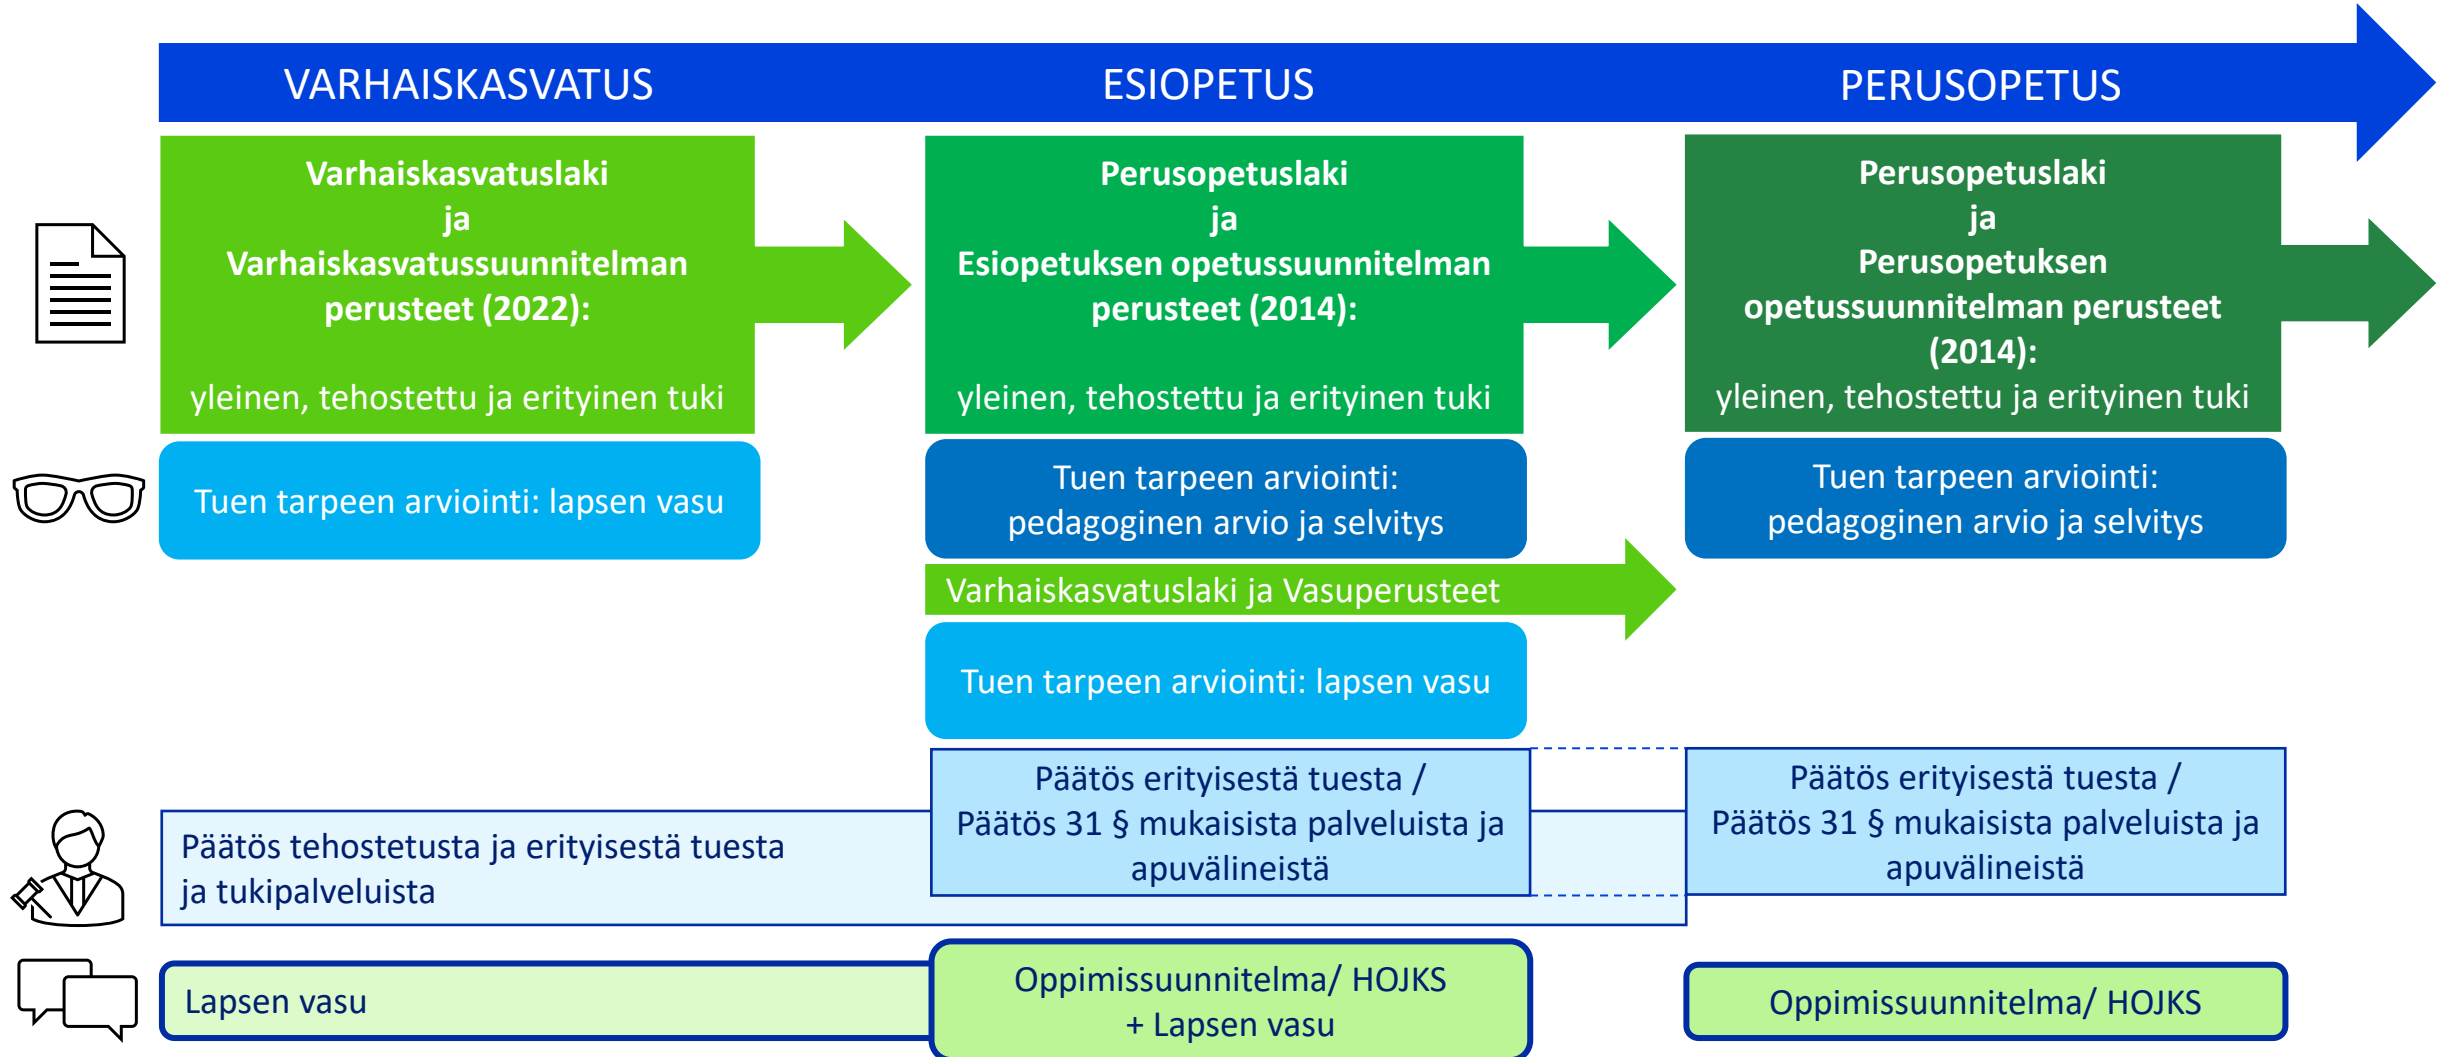 VARHAISKASVATUS
ESIOPETUS
PERUSOPETUS
Varhaiskasvatuslaki
ja
Varhaiskasvatussuunnitelman
perusteet (2022):
yleinen, tehostettu ja erityinen tuki
Perusopetuslaki
ja
Esiopetuksen opetussuunnitelman
perusteet (2014):
yleinen, tehostettu ja erityinen tuki
Perusopetuslaki
ja
Perusopetuksen
opetussuunnitelman perusteet
(2014):
yleinen, tehostettu ja erityinen tuki
Tuen tarpeen arviointi: lapsen vasu
Tuen tarpeen arviointi:
pedagoginen arvio ja selvitys
Tuen tarpeen arviointi:
pedagoginen arvio ja selvitys
Varhaiskasvatuslaki ja Vasuperusteet
Tuen tarpeen arviointi: lapsen vasu
Päätös tehostetusta ja erityisestä tuesta
ja tukipalveluista
Päätös erityisestä tuesta /
Päätös 31 § mukaisista palveluista ja
apuvälineistä
Päätös erityisestä tuesta /
Päätös 31 § mukaisista palveluista ja
apuvälineistä
Lapsen vasu
Oppimissuunnitelma/ HOJKS
+ Lapsen vasu
Oppimissuunnitelma/ HOJKS